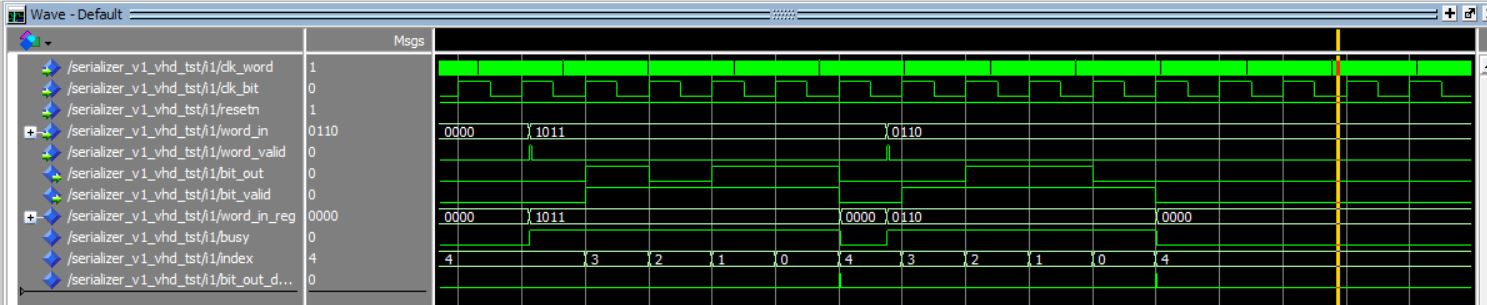 Wave - Default
Msgs
/serializer_v1_vhd_tst/i1/clk_word 1
/serializer_v1_vhd_tst/i1/clk_bit 0
/serializer_v1_vhd_tst/i1/resetn 1
/serializer_v1_vhd_tst/i1/word_in 0110 0000 1011 0110
/serializer_v1_vhd_tst/i1/word_valid 0
/serializer_v1_vhd_tst/i1/bit_out 0
/serializer_v1_vhd_tst/i1/bit_valid 0
/serializer_v1_vhd_tst/i1/word_in_reg 0000 0000 1011 0000 0110 0000
/serializer_v1_vhd_tst/i1/busy 0
/serializer_v1_vhd_tst/i1/index 4 4 3 2 1 0 4 3 2 1 0 4
/serializer_v1_vhd_tst/i1/bit_out_d... 0